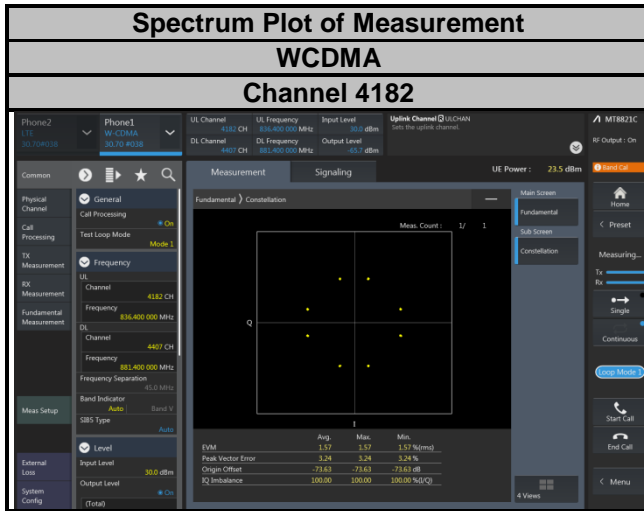 Spectrum Plot of Measurement
WCDMA
Channel 4182
Phone2
LTE
30.70#038
Phone1
W-CDMA
30.70 #038
UL Channel
4182 CH
UL Frequency
836.400 000 MHz
Input Level
30.0 dBm
DL Channel
4407 CH
DL Frequency
881.400 000 MHz
Output Level
-65.7 dBm
Uplink Channel ULCHAN
Sets the uplink channel.
MT8821C
RF Output : On
Band Cal
Common
Measurement
Signaling
UE Power : 23.5 dBm
Physical
Channel
Call
Processing
TX
Measurement
RX
Measurement
Fundamental
Measurement
Meas Setup
External
Loss
System
Config
General
Call Processing
On
Test Loop Mode
Mode 1
Frequency
UL
Channel
4182 CH
Frequency
836.400 000 MHz
DL
Channel
4407 CH
Frequency
881.400 000 MHz
Frequency Separation
45.0 MHz
Band Indicator
Auto Band V
SIB5 Type
Auto
Level
Input Level
30.0 dBm
Output Level
On
(Total)
Fundamental ⟩ Constellation
Meas. Count : 1/ 1
Q
I
Avg. Max. Min.
EVM 1.57 1.57 1.57 %(rms)
Peak Vector Error 3.24 3.24 3.24 %
Origin Offset -73.63 -73.63 -73.63 dB
IQ Imbalance 100.00 100.00 100.00 %(I/Q)
Main Screen
Fundamental
Sub Screen
Constellation
4 Views
Home
< Preset
Measuring...
Tx
Rx
Single
Continuous
Loop Mode 1
Start Call
End Call
< Menu